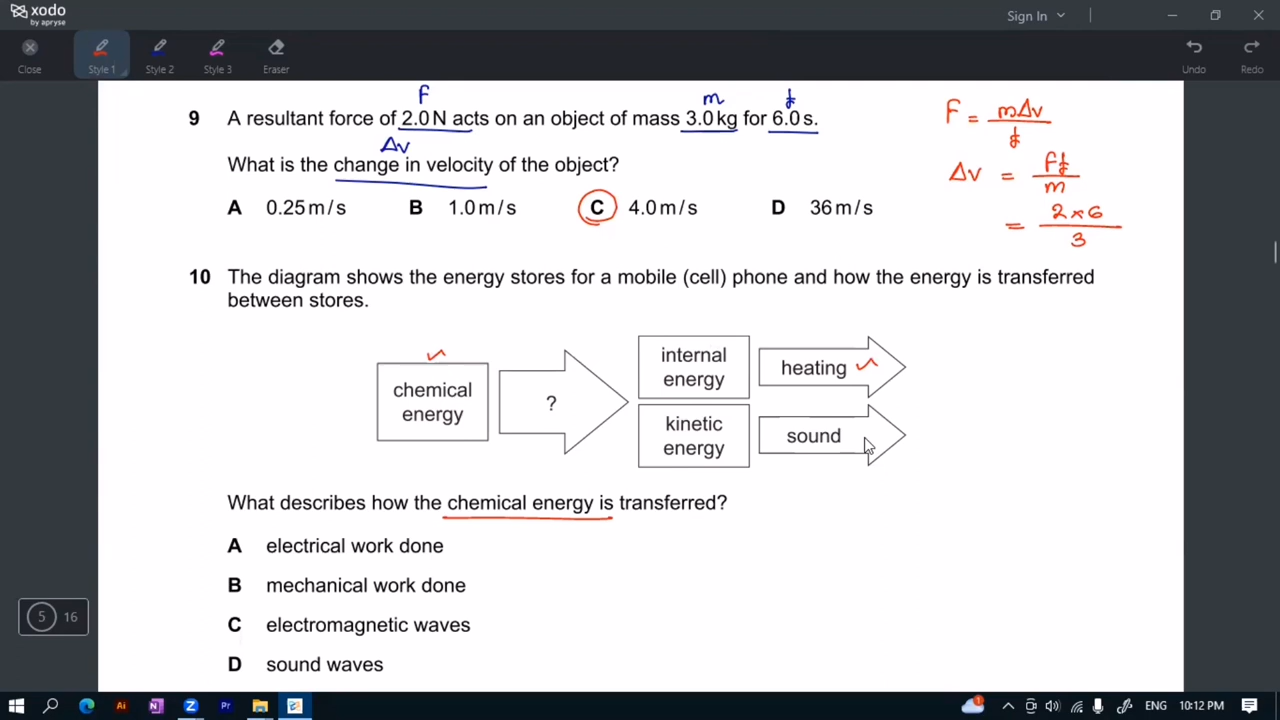 xodo
by apryse
Sign In
Close
Style 1
Style 2
Style 3
Eraser
Undo
Redo
F m t
9 A resultant force of 2.0 N acts on an object of mass 3.0 kg for 6.0 s.
Δv
What is the change in velocity of the object?
A 0.25 m / s B 1.0 m / s C 4.0 m / s D 36 m / s
F = mΔv / t
Δv = Ft / m
= 2 × 6 / 3
10 The diagram shows the energy stores for a mobile (cell) phone and how the energy is transferred
between stores.
chemical
energy
?
internal
energy
heating
kinetic
energy
sound
What describes how the chemical energy is transferred?
A electrical work done
B mechanical work done
C electromagnetic waves
D sound waves
5 16
Ai N Z Pr 1 ENG 10:12 PM